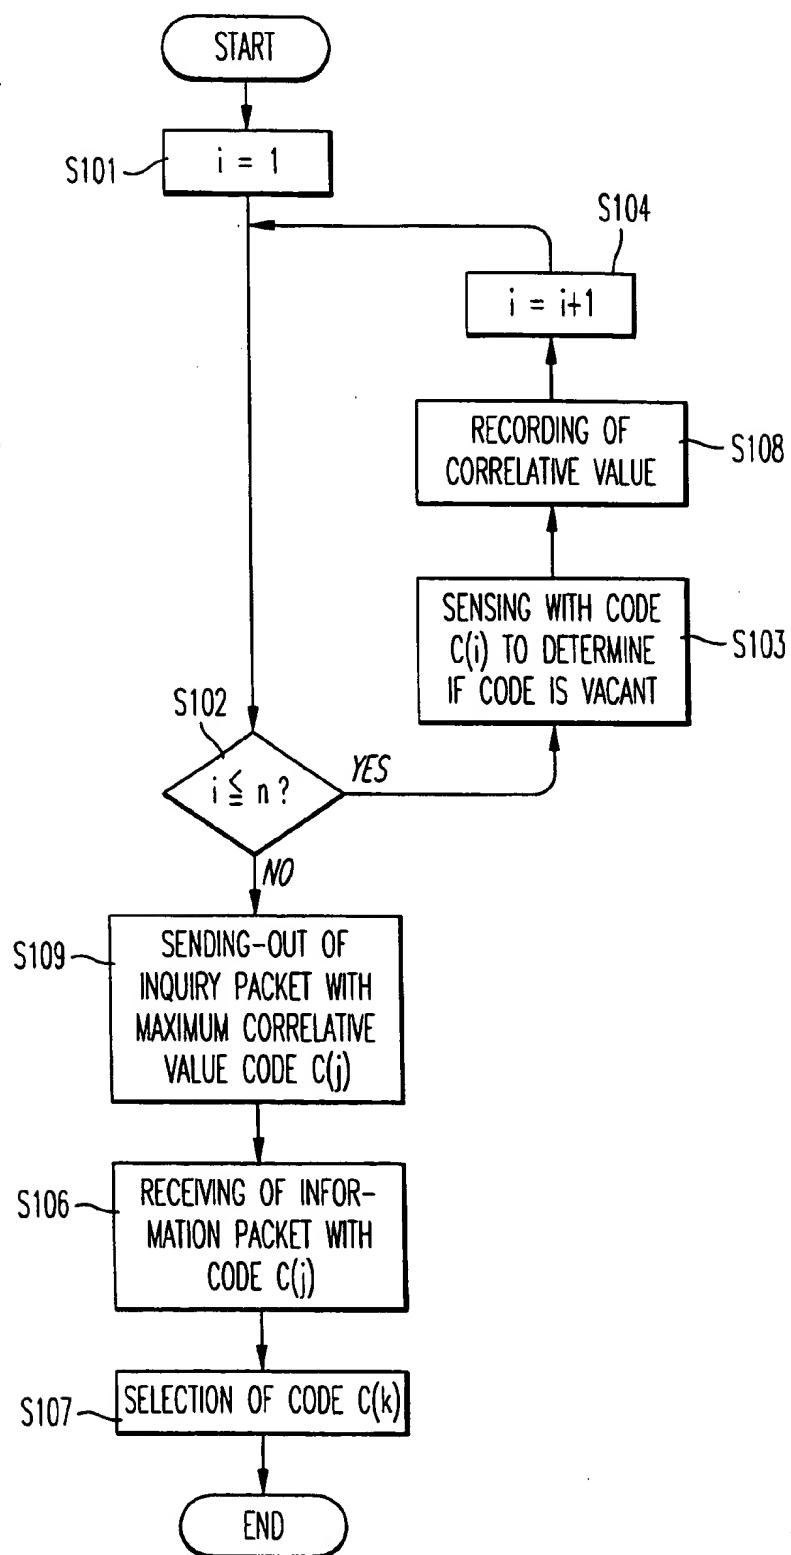 START
S101
i = 1
S104
i = i+1
RECORDING OF
CORRELATIVE VALUE
S108
SENSING WITH CODE
C(i) TO DETERMINE
IF CODE IS VACANT
S103
S102
i ≦ n ?
YES
NO
S109
SENDING-OUT OF
INQUIRY PACKET WITH
MAXIMUM CORRELATIVE
VALUE CODE C(j)
S106
RECEIVING OF INFOR-
MATION PACKET WITH
CODE C(j)
S107
SELECTION OF CODE C(k)
END